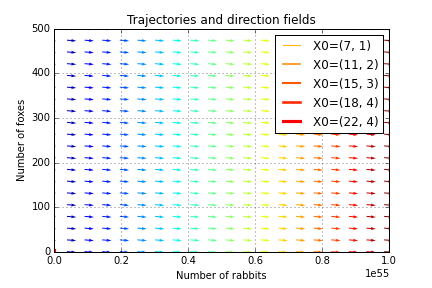 Trajectories and direction fields
500
400
300
200
100
0
Number of foxes
X0=(7, 1)
X0=(11, 2)
X0=(15, 3)
X0=(18, 4)
X0=(22, 4)
0.0 0.2 0.4 0.6 0.8 1.0
1e55
Number of rabbits